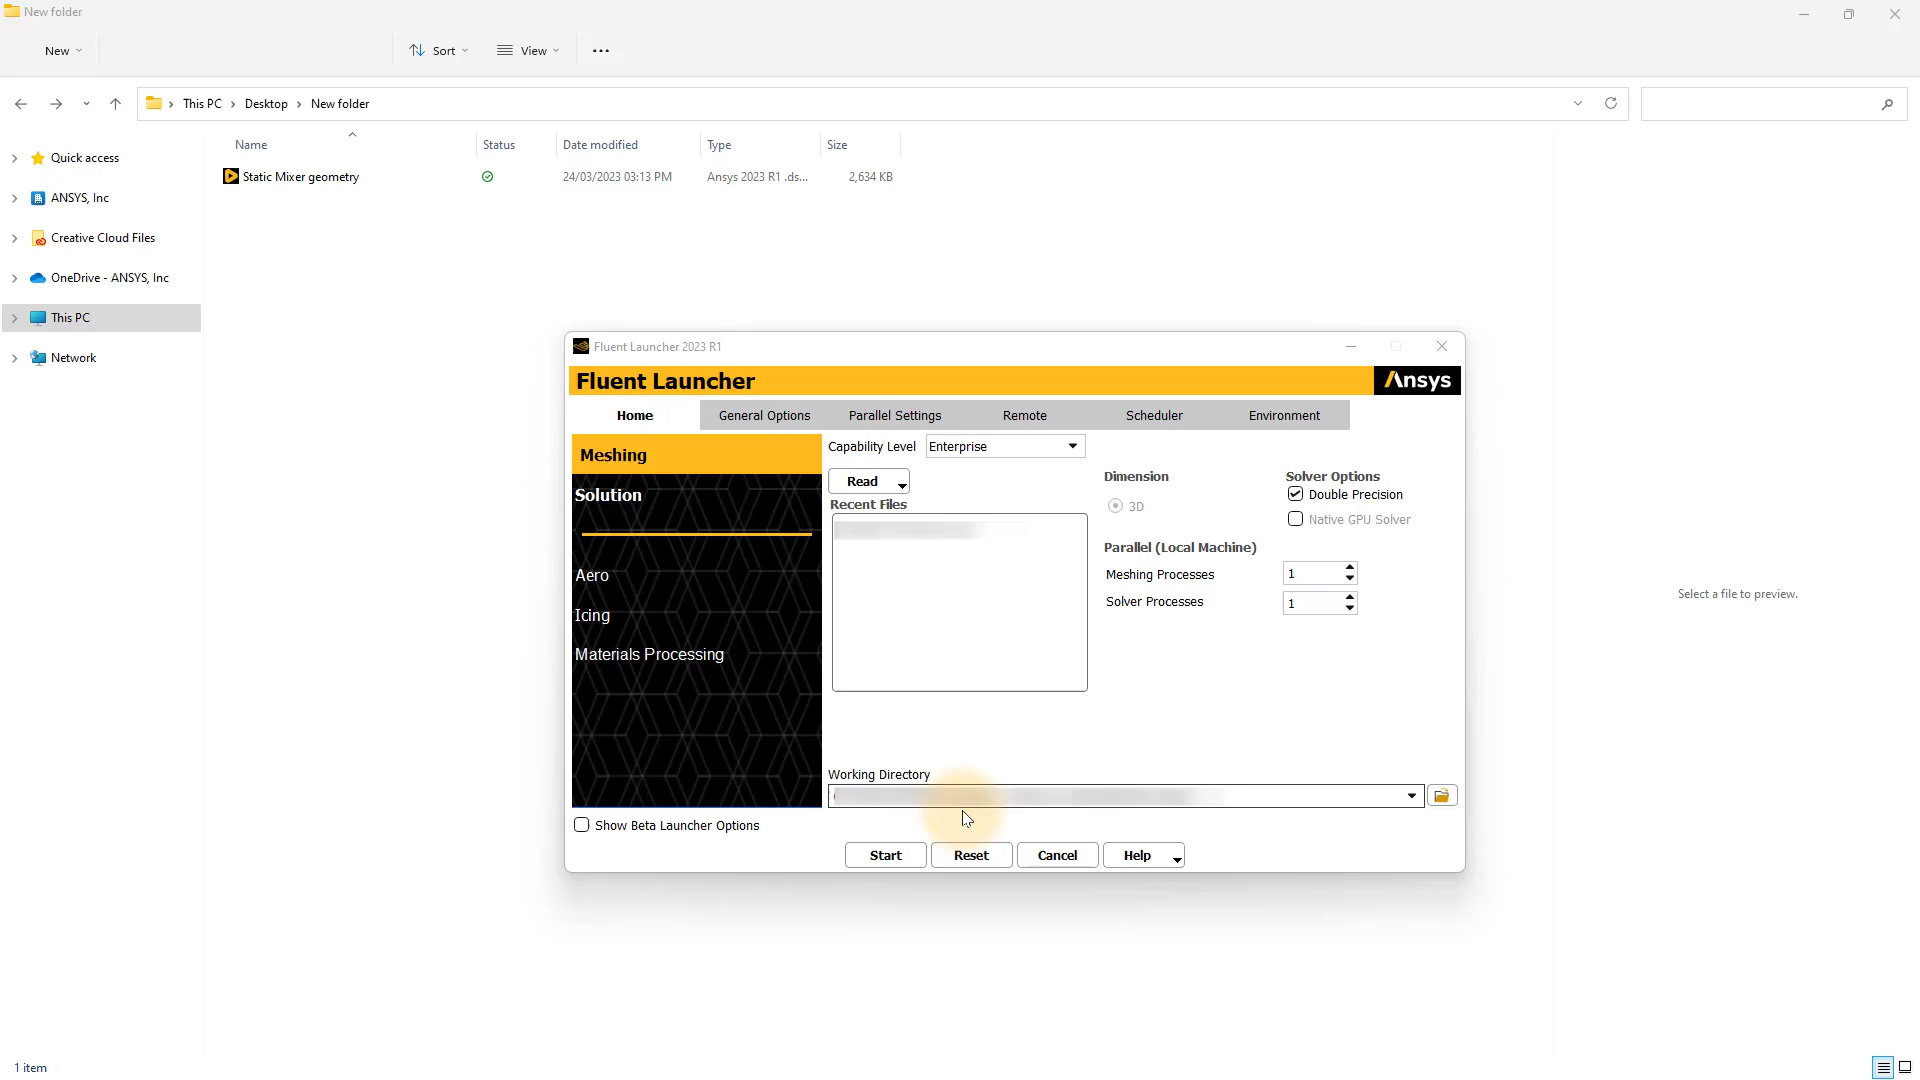 New folder
New
Sort
View
This PC
Desktop
New folder
Name
Status
Date modified
Type
Size
Static Mixer geometry
24/03/2023 03:13 PM
Ansys 2023 R1 .ds...
2,634 KB
Quick access
ANSYS, Inc
Creative Cloud Files
OneDrive - ANSYS, Inc
This PC
Network
Fluent Launcher 2023 R1
Fluent Launcher
Ansys
Home
General Options
Parallel Settings
Remote
Scheduler
Environment
Meshing
Solution
Aero
Icing
Materials Processing
Capability Level
Enterprise
Read
Recent Files
Dimension
3D
Solver Options
Double Precision
Native GPU Solver
Parallel (Local Machine)
Meshing Processes
1
Solver Processes
1
Working Directory
Show Beta Launcher Options
Start
Reset
Cancel
Help
Select a file to preview.
1 item